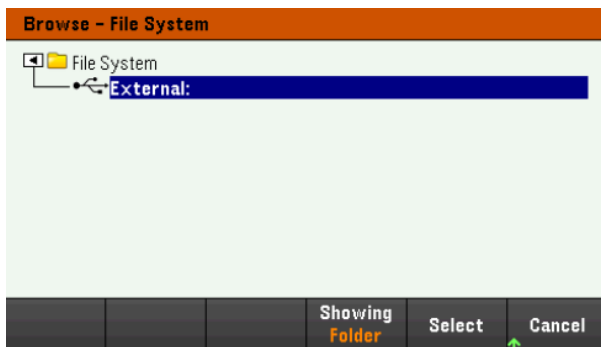 Browse – File System
File System
External:
Showing
Folder
Select
Cancel